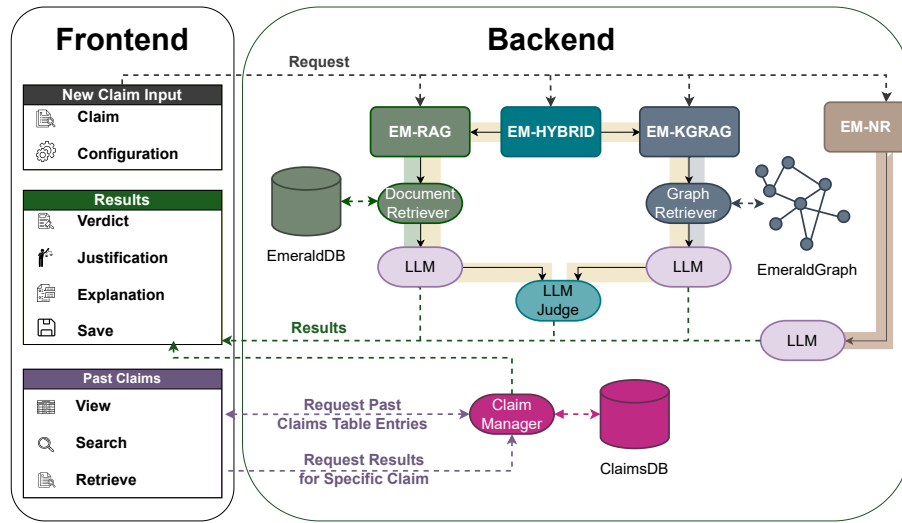 Frontend
Backend
Request
New Claim Input
Claim
Configuration
EM-RAG
EM-HYBRID
EM-KGRAG
EM-NR
Results
Verdict
Justification
Explanation
Save
Document
Retriever
Graph
Retriever
EmeraldDB
EmeraldGraph
LLM
LLM
LLM
Judge
LLM
Results
Past Claims
View
Search
Retrieve
Request Past
Claims Table Entries
Claim
Manager
Request Results
for Specific Claim
ClaimsDB